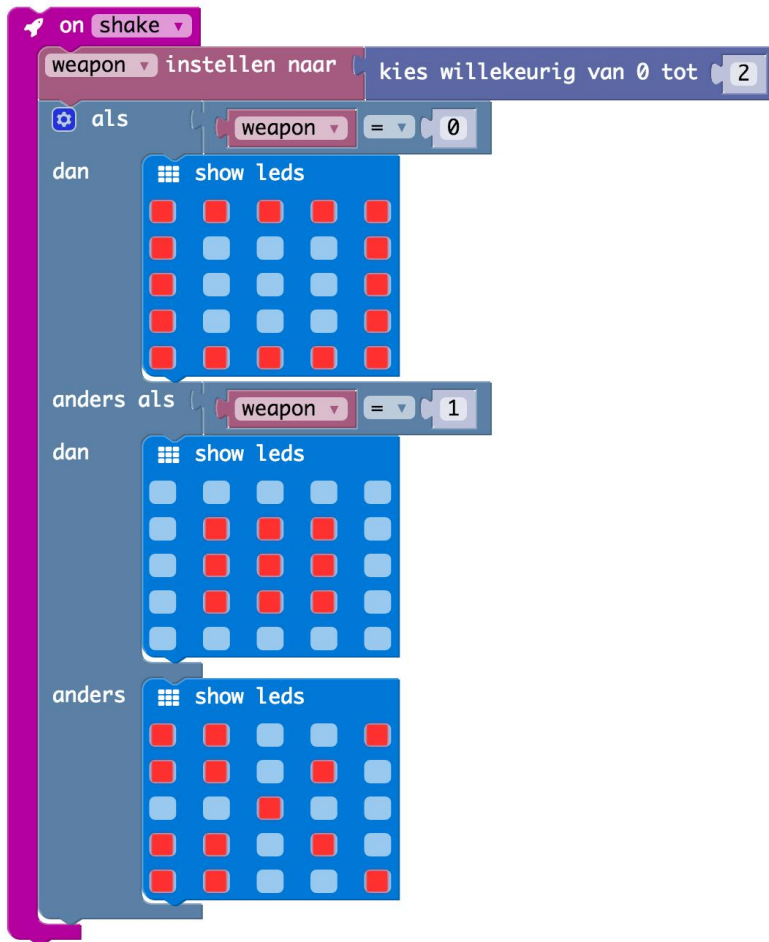 on shake
weapon instellen naar kies willekeurig van 0 tot 2
als weapon = 0
dan show leds
anders als weapon = 1
dan show leds
anders show leds